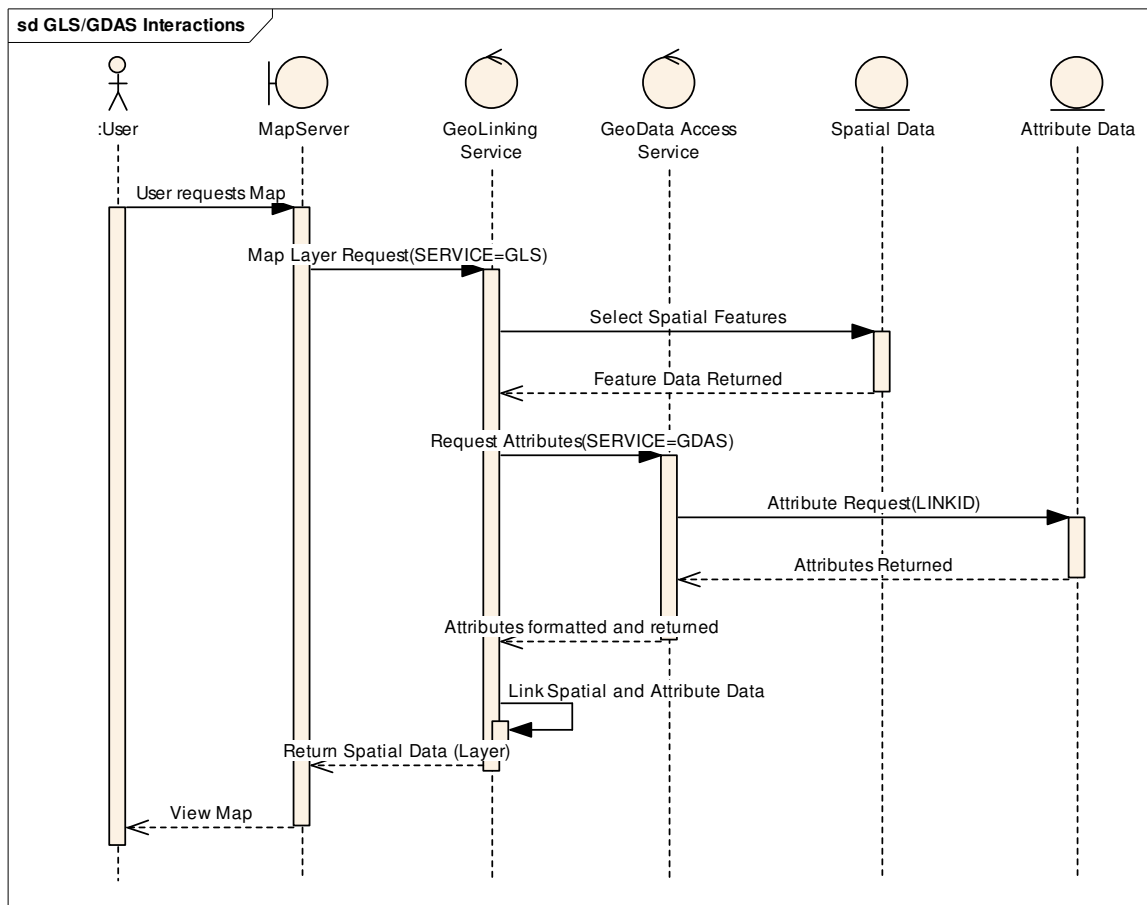 sd GLS/GDAS Interactions
:User
MapServer
GeoLinking
Service
GeoData Access
Service
Spatial Data
Attribute Data
User requests Map
Map Layer Request(SERVICE=GLS)
Select Spatial Features
Feature Data Returned
Request Attributes(SERVICE=GDAS)
Attribute Request(LINKID)
Attributes Returned
Attributes formatted and returned
Link Spatial and Attribute Data
Return Spatial Data (Layer)
View Map